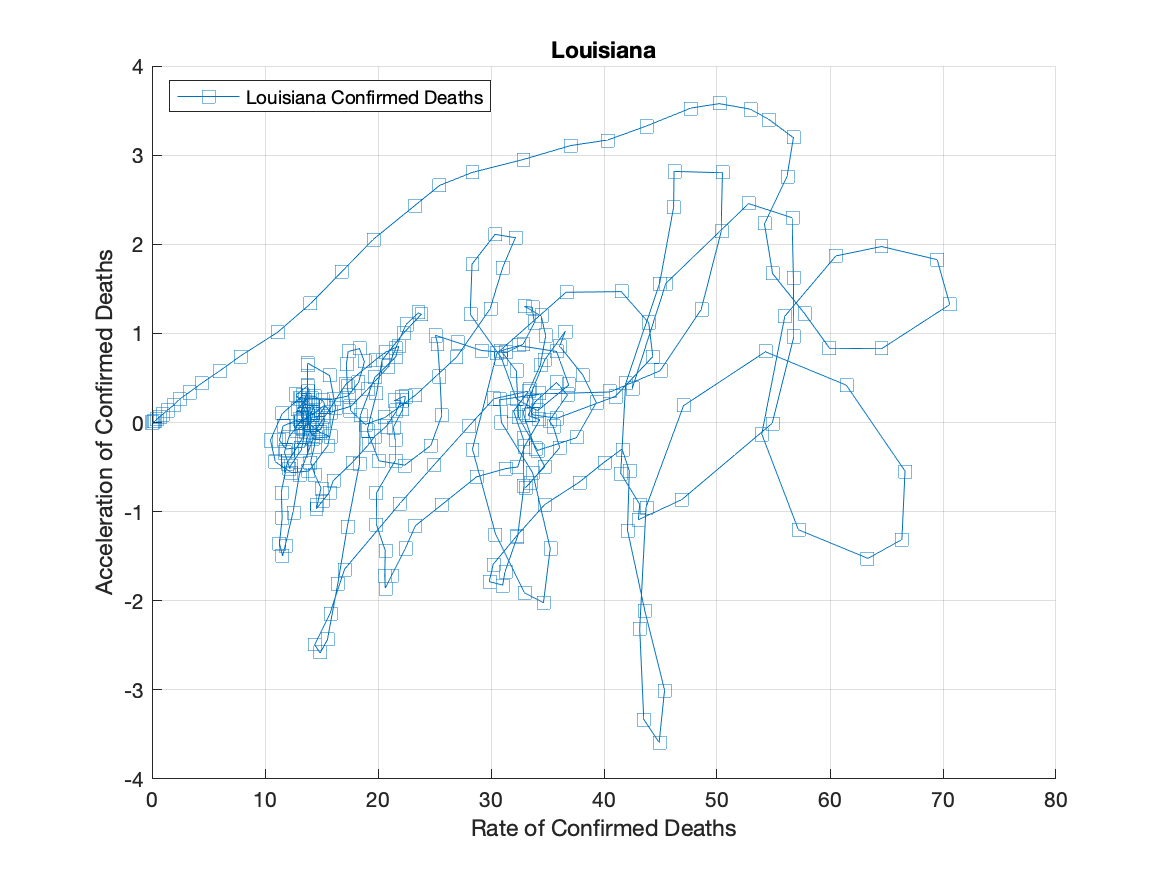 Louisiana
Louisiana Confirmed Deaths
4
3
2
1
0
-1
-2
-3
-4
Acceleration of Confirmed Deaths
0 10 20 30 40 50 60 70 80
Rate of Confirmed Deaths